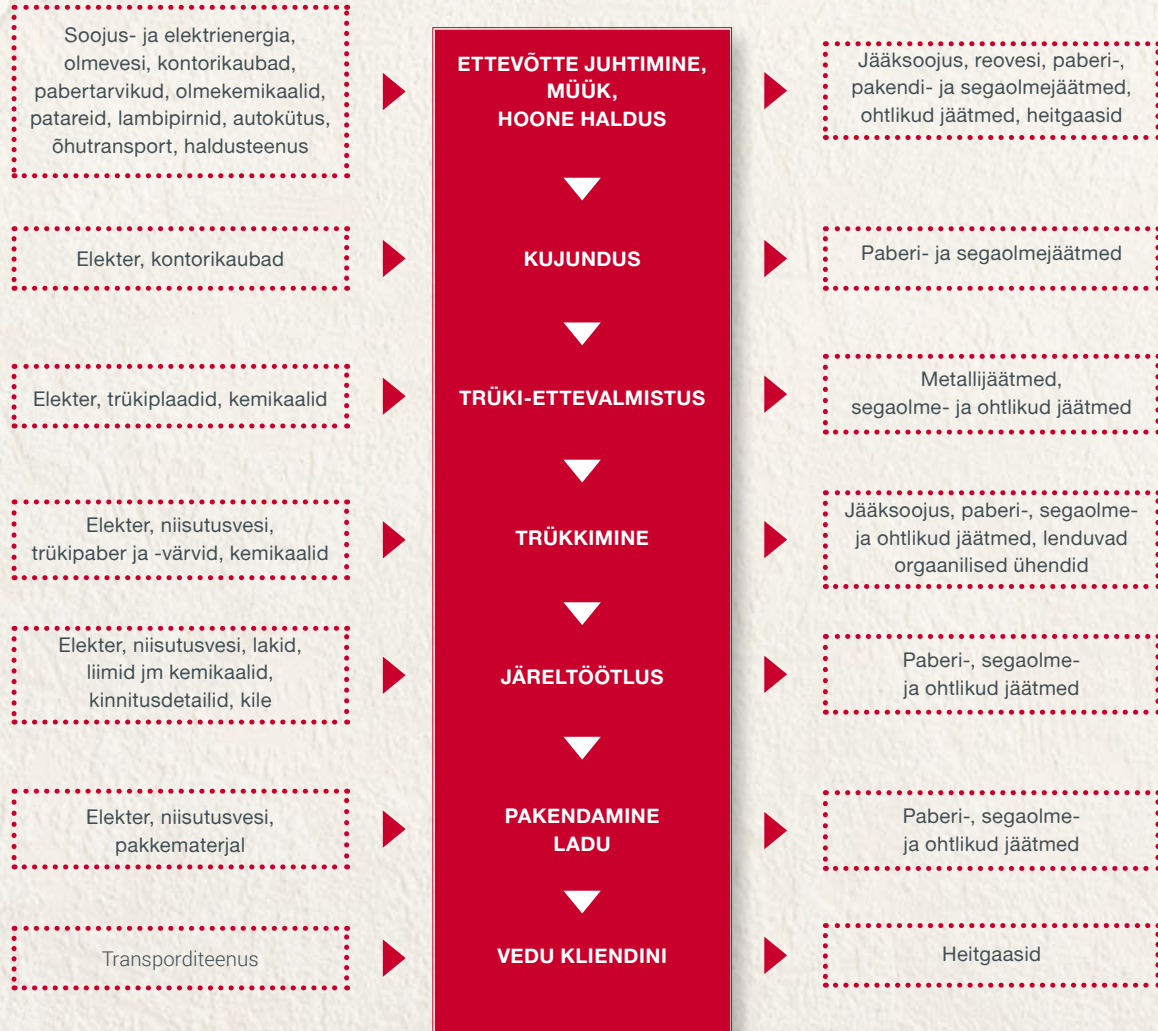 Soojus- ja elektrienergia,
olmevesi, kontorikaubad,
pabertarvikud, olmekemikaalid,
patareid, lambipirnid, autokütus,
õhutransport, haldusteenus
ETTEVÕTTE JUHTIMINE,
MÜÜK,
HOONE HALDUS
Jääksoojus, reovesi, paberi-,
pakendi- ja segaolmejäätmed,
ohtlikud jäätmed, heitgaasid
Elekter, kontorikaubad
KUJUNDUS
Paberi- ja segaolmejäätmed
Elekter, trükiplaadid, kemikaalid
TRÜKI-ETTEVALMISTUS
Metallijäätmed,
segaolme- ja ohtlikud jäätmed
Elekter, niisutusvesi,
trükipaber ja -värvid, kemikaalid
TRÜKKIMINE
Jääksoojus, paberi-, segaolme-
ja ohtlikud jäätmed, lenduvad
orgaanilised ühendid
Elekter, niisutusvesi, lakid,
liimid jm kemikaalid,
kinnitusdetailid, kile
JÄRELTÖÖTLUS
Paberi-, segaolme-
ja ohtlikud jäätmed
Elekter, niisutusvesi,
pakkematerjal
PAKENDAMINE
LADU
Paberi-, segaolme-
ja ohtlikud jäätmed
Transporditeenus
VEDU KLIENDINI
Heitgaasid